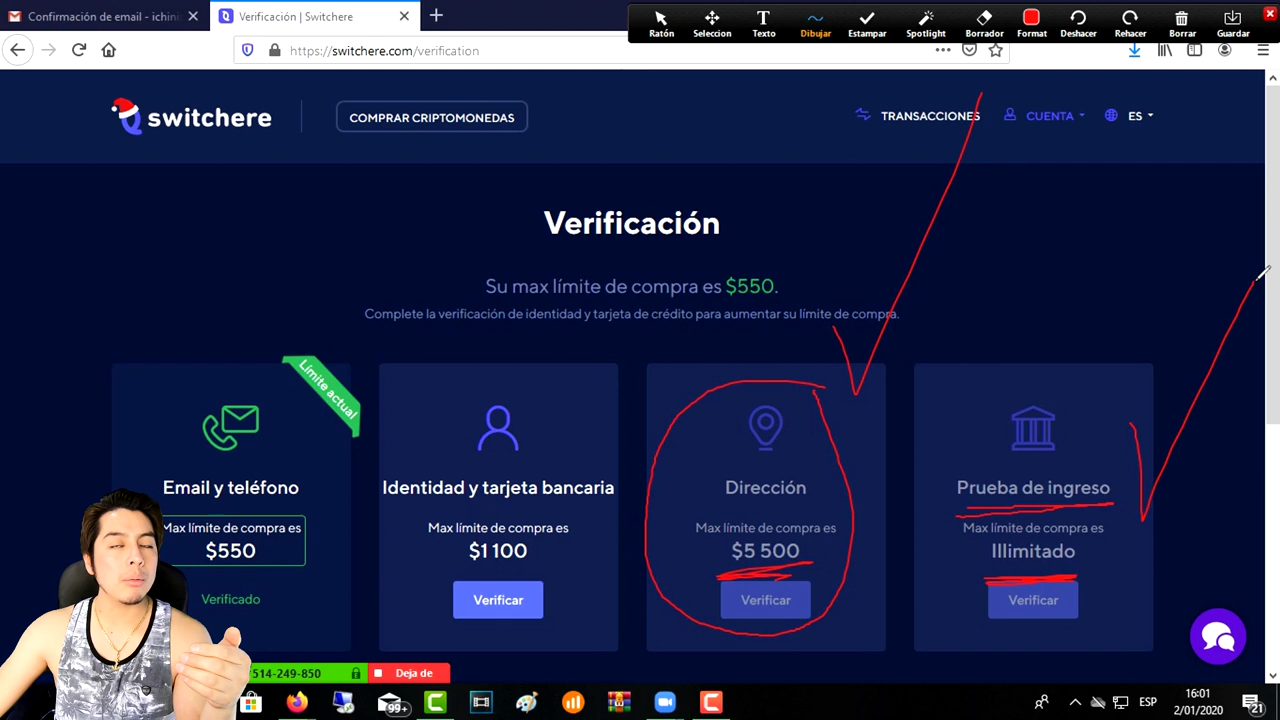 Confirmación de email - ichini
Verificación | Switchere
Ratón
Seleccion
Texto
Dibujar
Estampar
Spotlight
Borrador
Format
Deshacer
Rehacer
Borrar
Guardar
https://switchere.com/verification
switchere
COMPRAR CRIPTOMONEDAS
TRANSACCIONES
CUENTA
ES
Verificación
Su max límite de compra es $550.
Complete la verificación de identidad y tarjeta de crédito para aumentar su límite de compra.
Límite actual
Email y teléfono
Max límite de compra es
$550
Verificado
Identidad y tarjeta bancaria
Max límite de compra es
$1 100
Verificar
Dirección
Max límite de compra es
$5 500
Verificar
Prueba de ingreso
Max límite de compra es
Illimitado
Verificar
514-249-850
Deja de
99+
ESP
16:01
2/01/2020
21